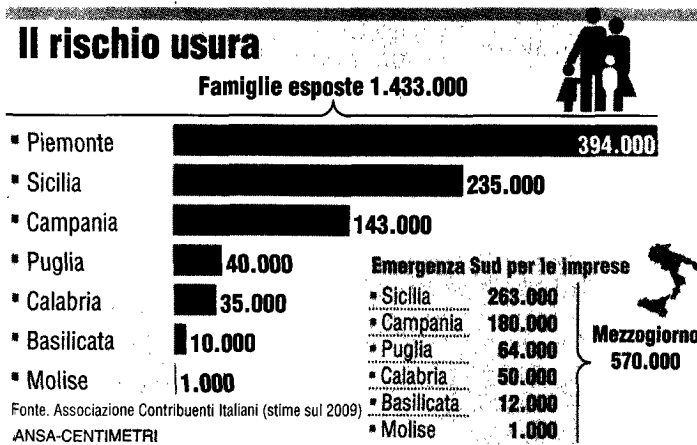 Il rischio usura
Famiglie esposte 1.433.000
Piemonte 394.000
Sicilia 235.000
Campania 143.000
Puglia 40.000
Calabria 35.000
Basilicata 10.000
Molise 1.000
Emergenza Sud per le imprese
Sicilia 263.000
Campania 180.000
Puglia 64.000
Calabria 50.000
Basilicata 12.000
Molise 1.000
Mezzogiorno
570.000
Fonte. Associazione Contribuenti Italiani (stime sul 2009)
ANSA-CENTIMETRI